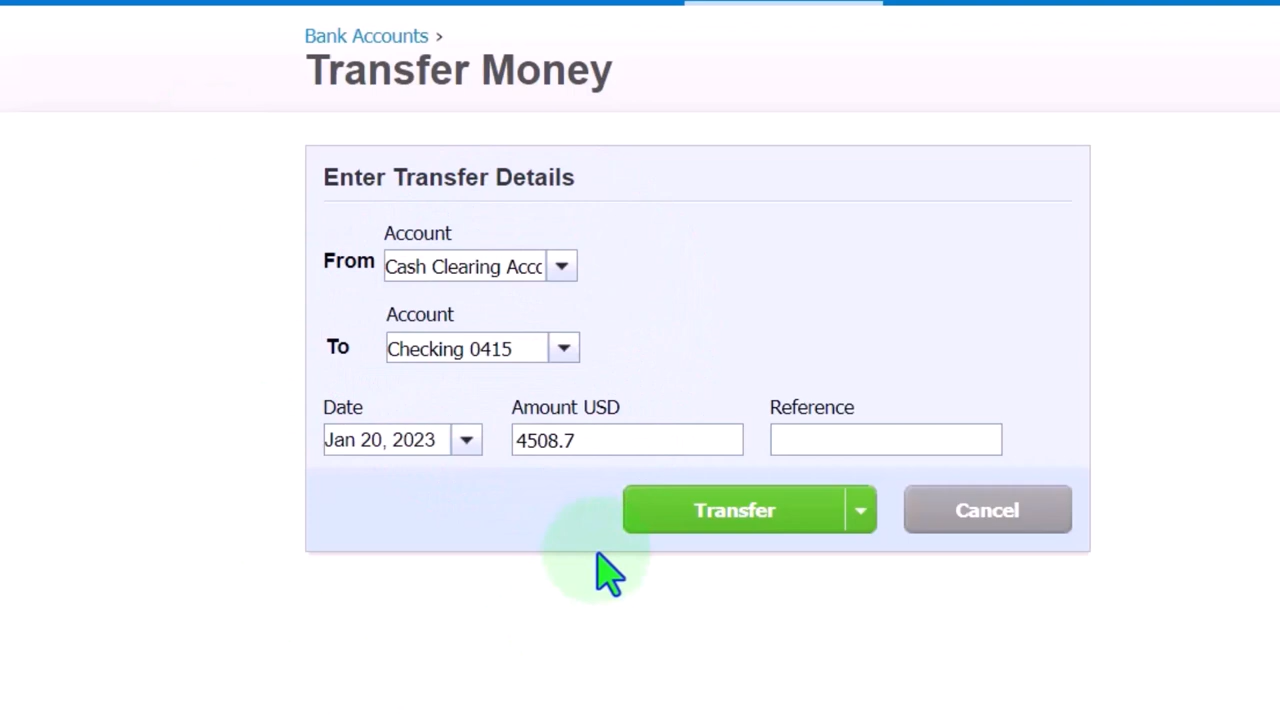 Bank Accounts ›
Transfer Money
Enter Transfer Details
Account
From Cash Clearing Acco
Account
To Checking 0415
Date Amount USD Reference
Jan 20, 2023 4508.7
Transfer Cancel